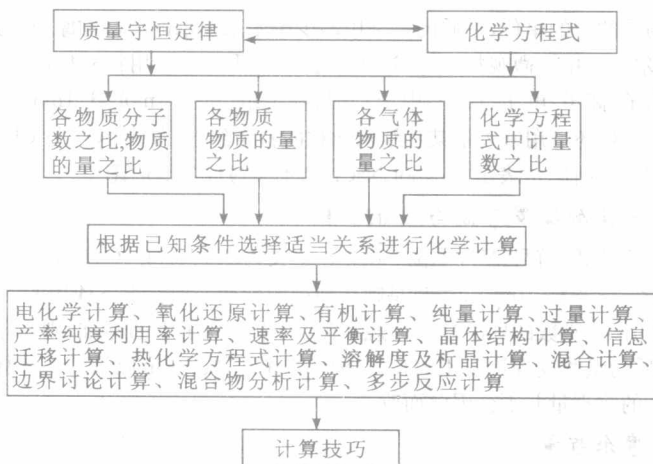 质量守恒定律
化学方程式
各物质分子
数之比,物质
的量之比
各物质
物质的量
之比
各气体
物质的
量之比
化学方程
式中计量
数之比
根据已知条件选择适当关系进行化学计算
电化学计算、氧化还原计算、有机计算、纯量计算、过量计算、
产率纯度利用率计算、速率及平衡计算、晶体结构计算、信息
迁移计算、热化学方程式计算、溶解度及析晶计算、混合计算、
边界讨论计算、混合物分析计算、多步反应计算
计算技巧